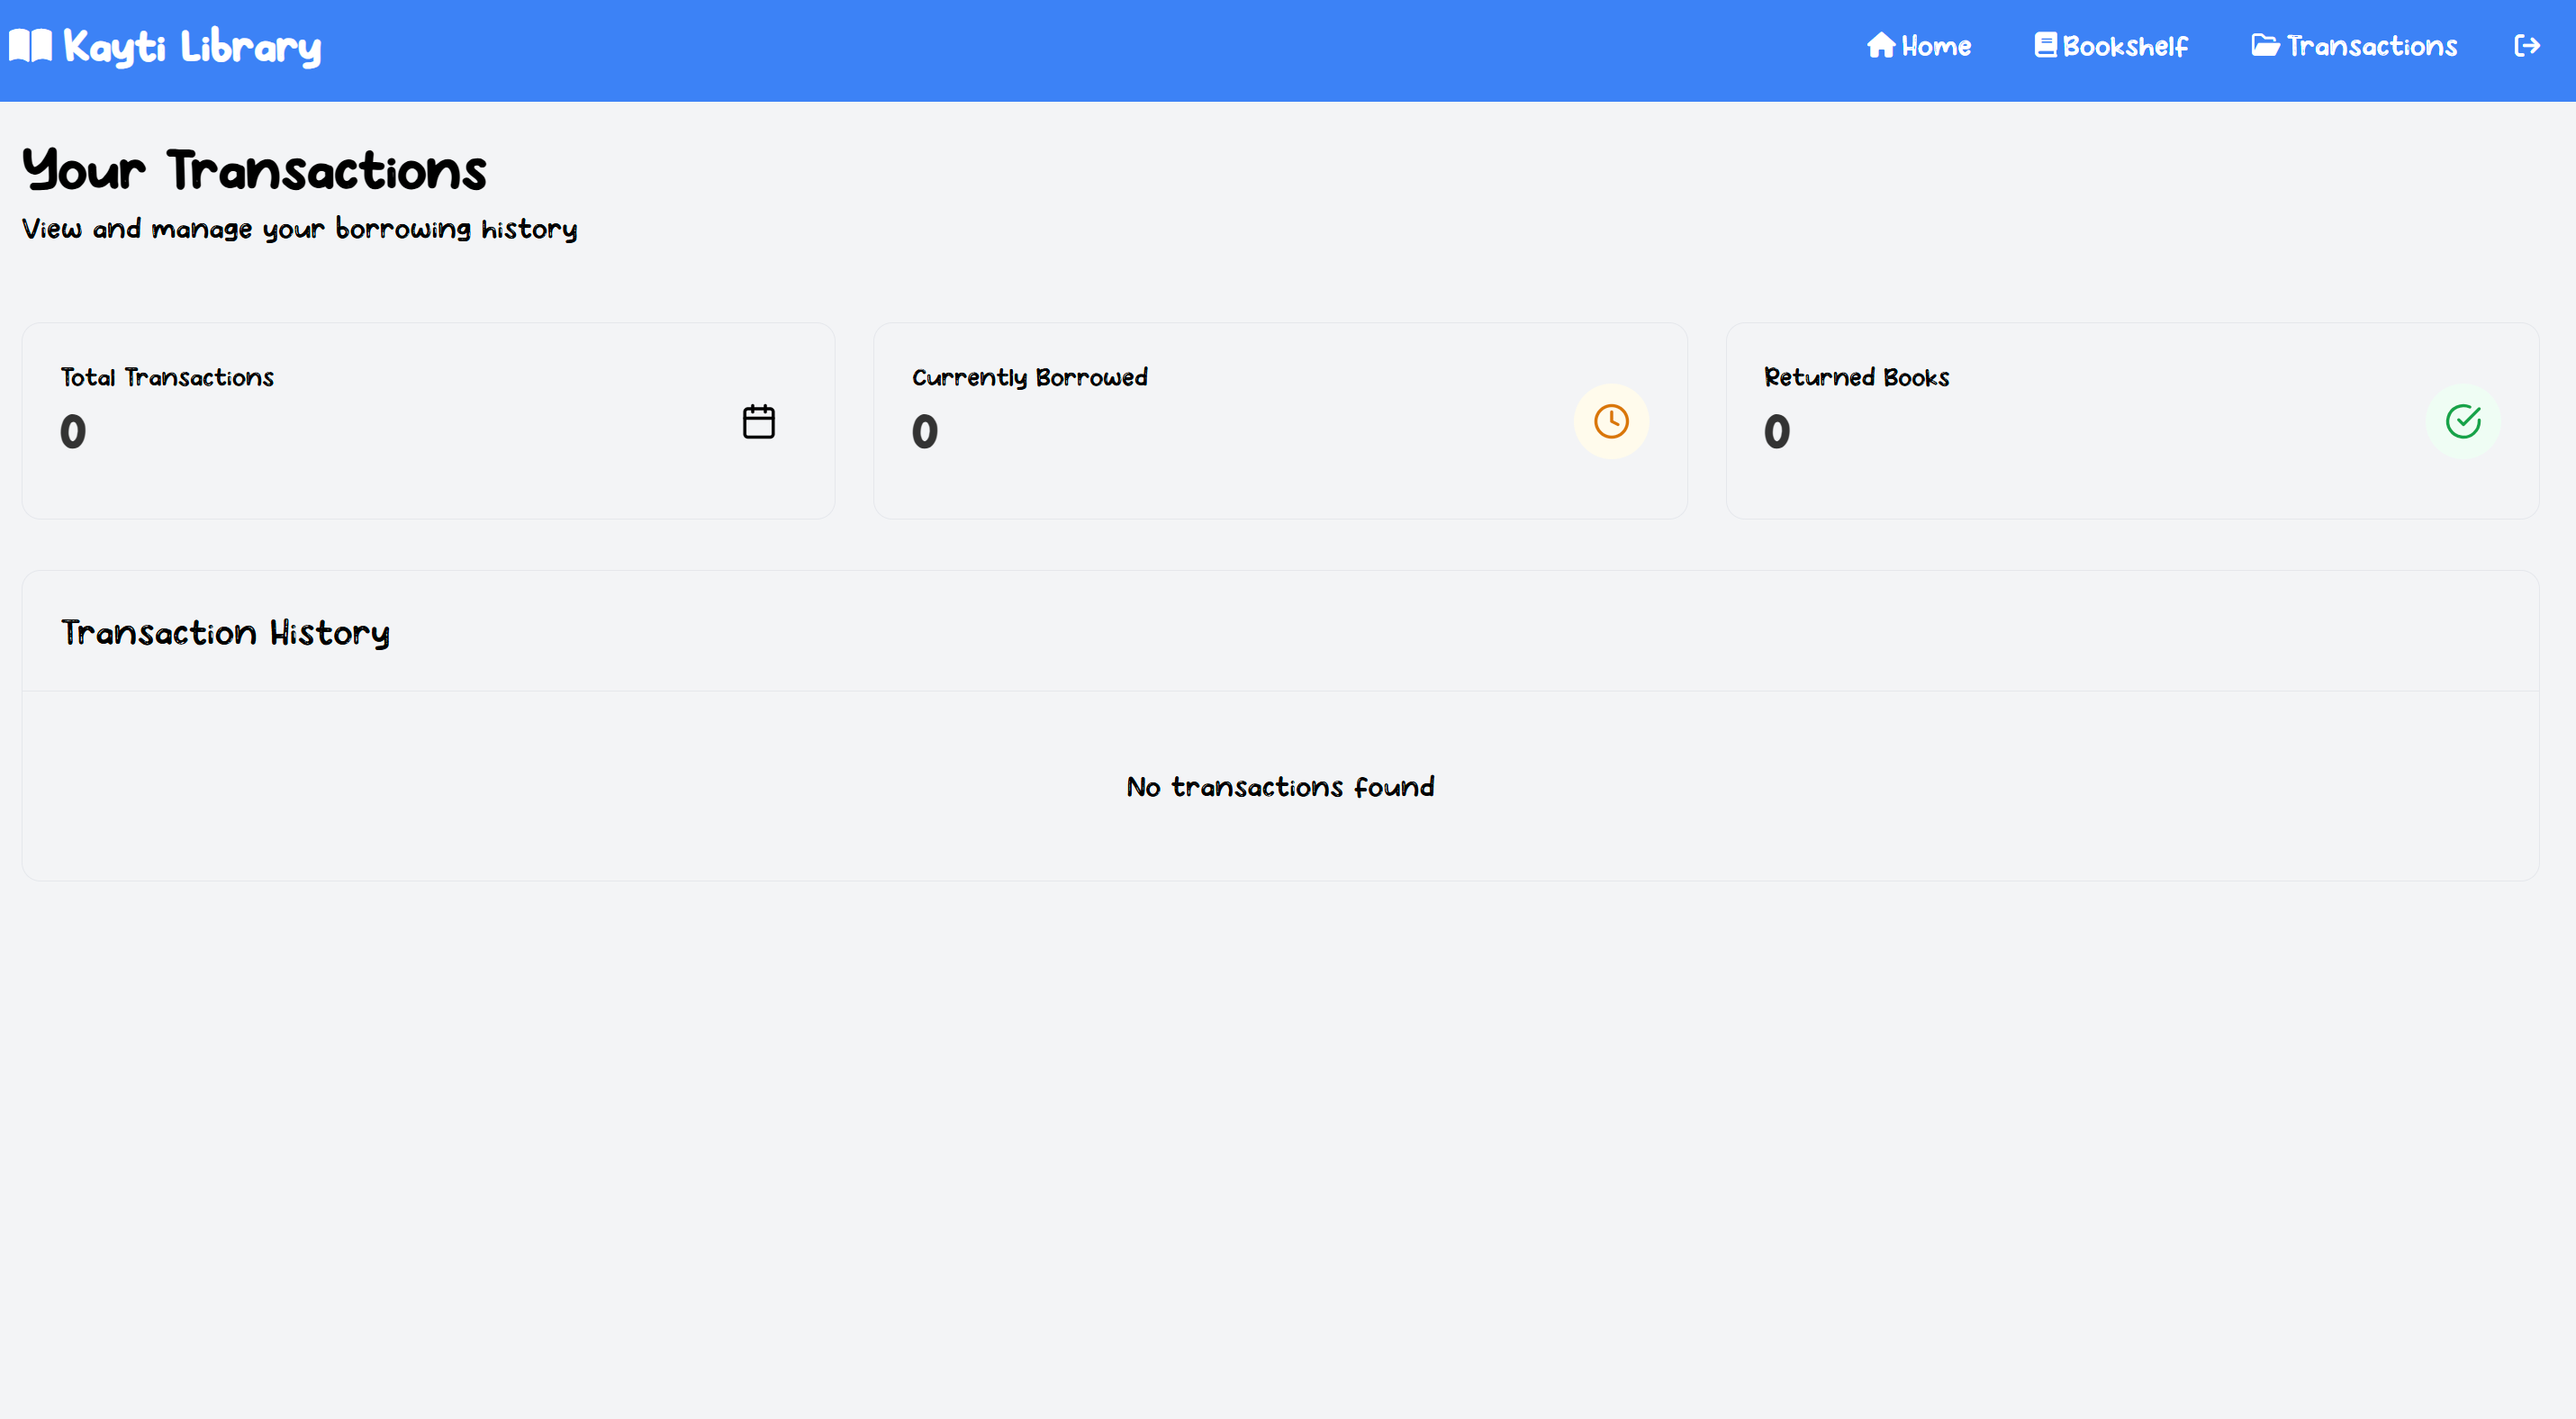 Kayti Library
Home
Bookshelf
Transactions
Your Transactions
View and manage your borrowing history
Total Transactions
0
Currently Borrowed
0
Returned Books
0
Transaction History
No transactions found